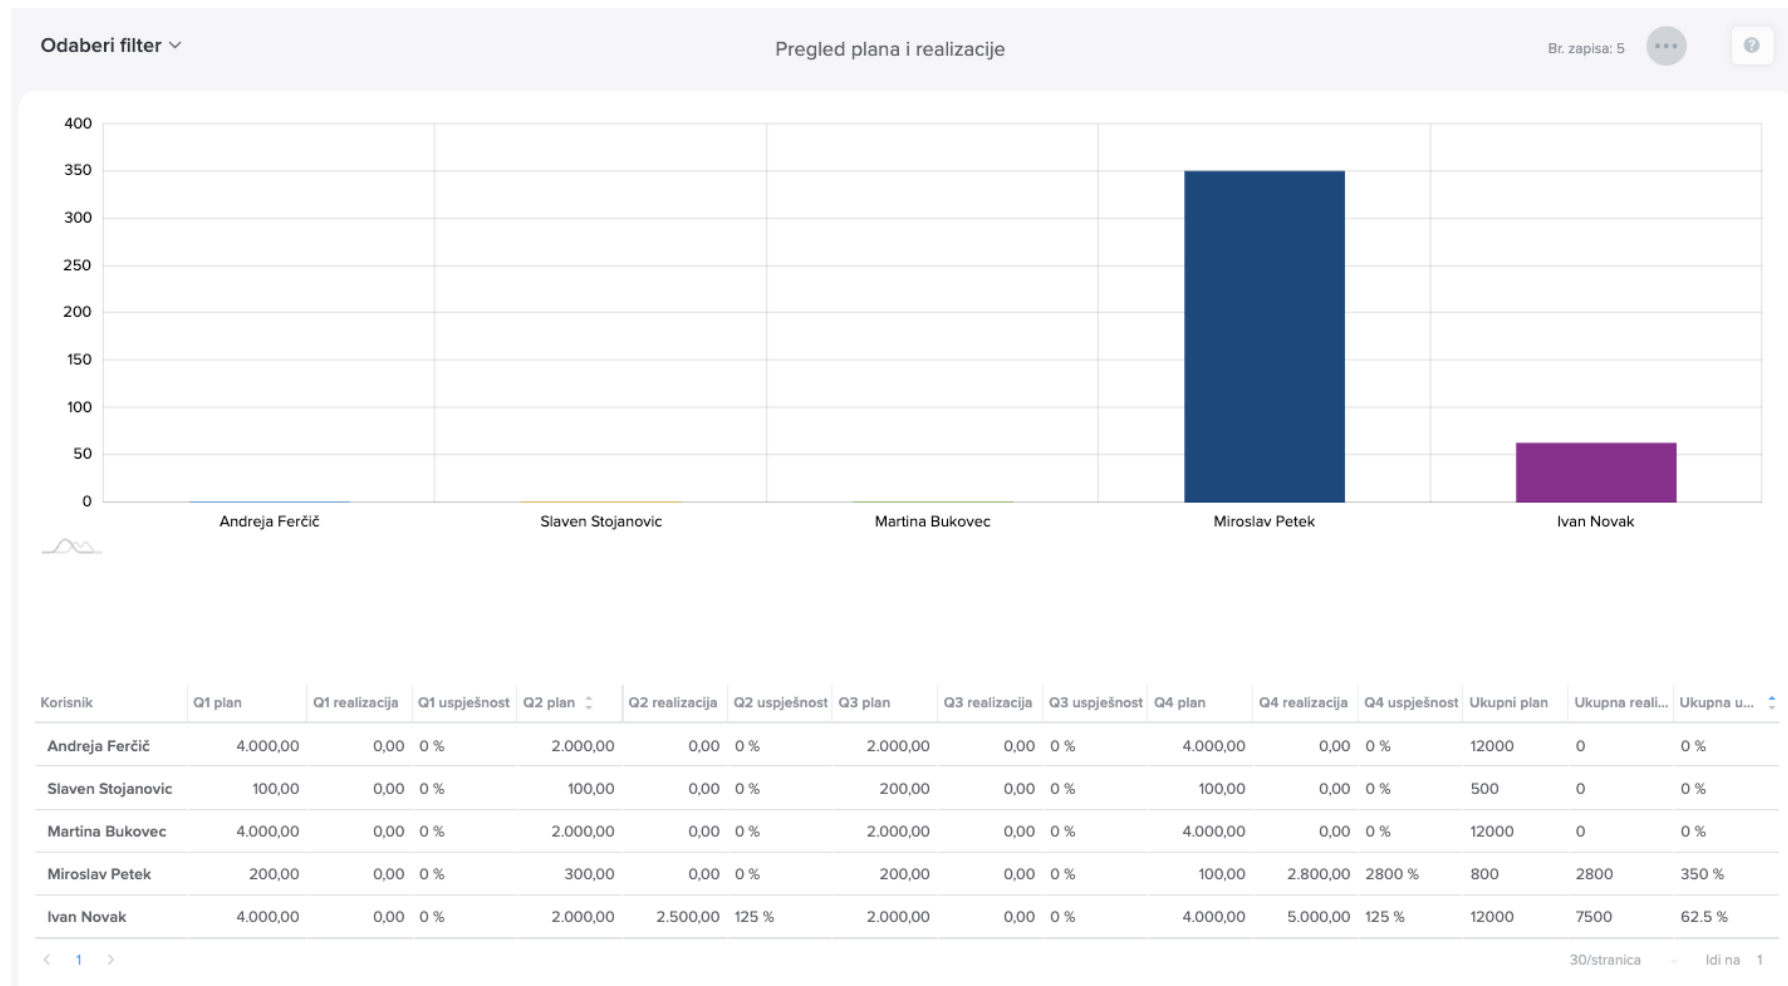 Odaberi filter
Pregled plana i realizacije
Br. zapisa: 5
400
350
300
250
200
150
100
50
0
Andreja Ferčič Slaven Stojanovic Martina Bukovec Miroslav Petek Ivan Novak
Korisnik Q1 plan Q1 realizacija Q1 uspješnost Q2 plan Q2 realizacija Q2 uspješnost Q3 plan Q3 realizacija Q3 uspješnost Q4 plan Q4 realizacija Q4 uspješnost Ukupni plan Ukupna reali... Ukupna u...
Andreja Ferčič 4.000,00 0,00 0 % 2.000,00 0,00 0 % 2.000,00 0,00 0 % 4.000,00 0,00 0 % 12000 0 0 %
Slaven Stojanovic 100,00 0,00 0 % 100,00 0,00 0 % 200,00 0,00 0 % 100,00 0,00 0 % 500 0 0 %
Martina Bukovec 4.000,00 0,00 0 % 2.000,00 0,00 0 % 2.000,00 0,00 0 % 4.000,00 0,00 0 % 12000 0 0 %
Miroslav Petek 200,00 0,00 0 % 300,00 0,00 0 % 200,00 0,00 0 % 100,00 2.800,00 2800 % 800 2800 350 %
Ivan Novak 4.000,00 0,00 0 % 2.000,00 2.500,00 125 % 2.000,00 0,00 0 % 4.000,00 5.000,00 125 % 12000 7500 62.5 %
1
30/stranica Idi na 1